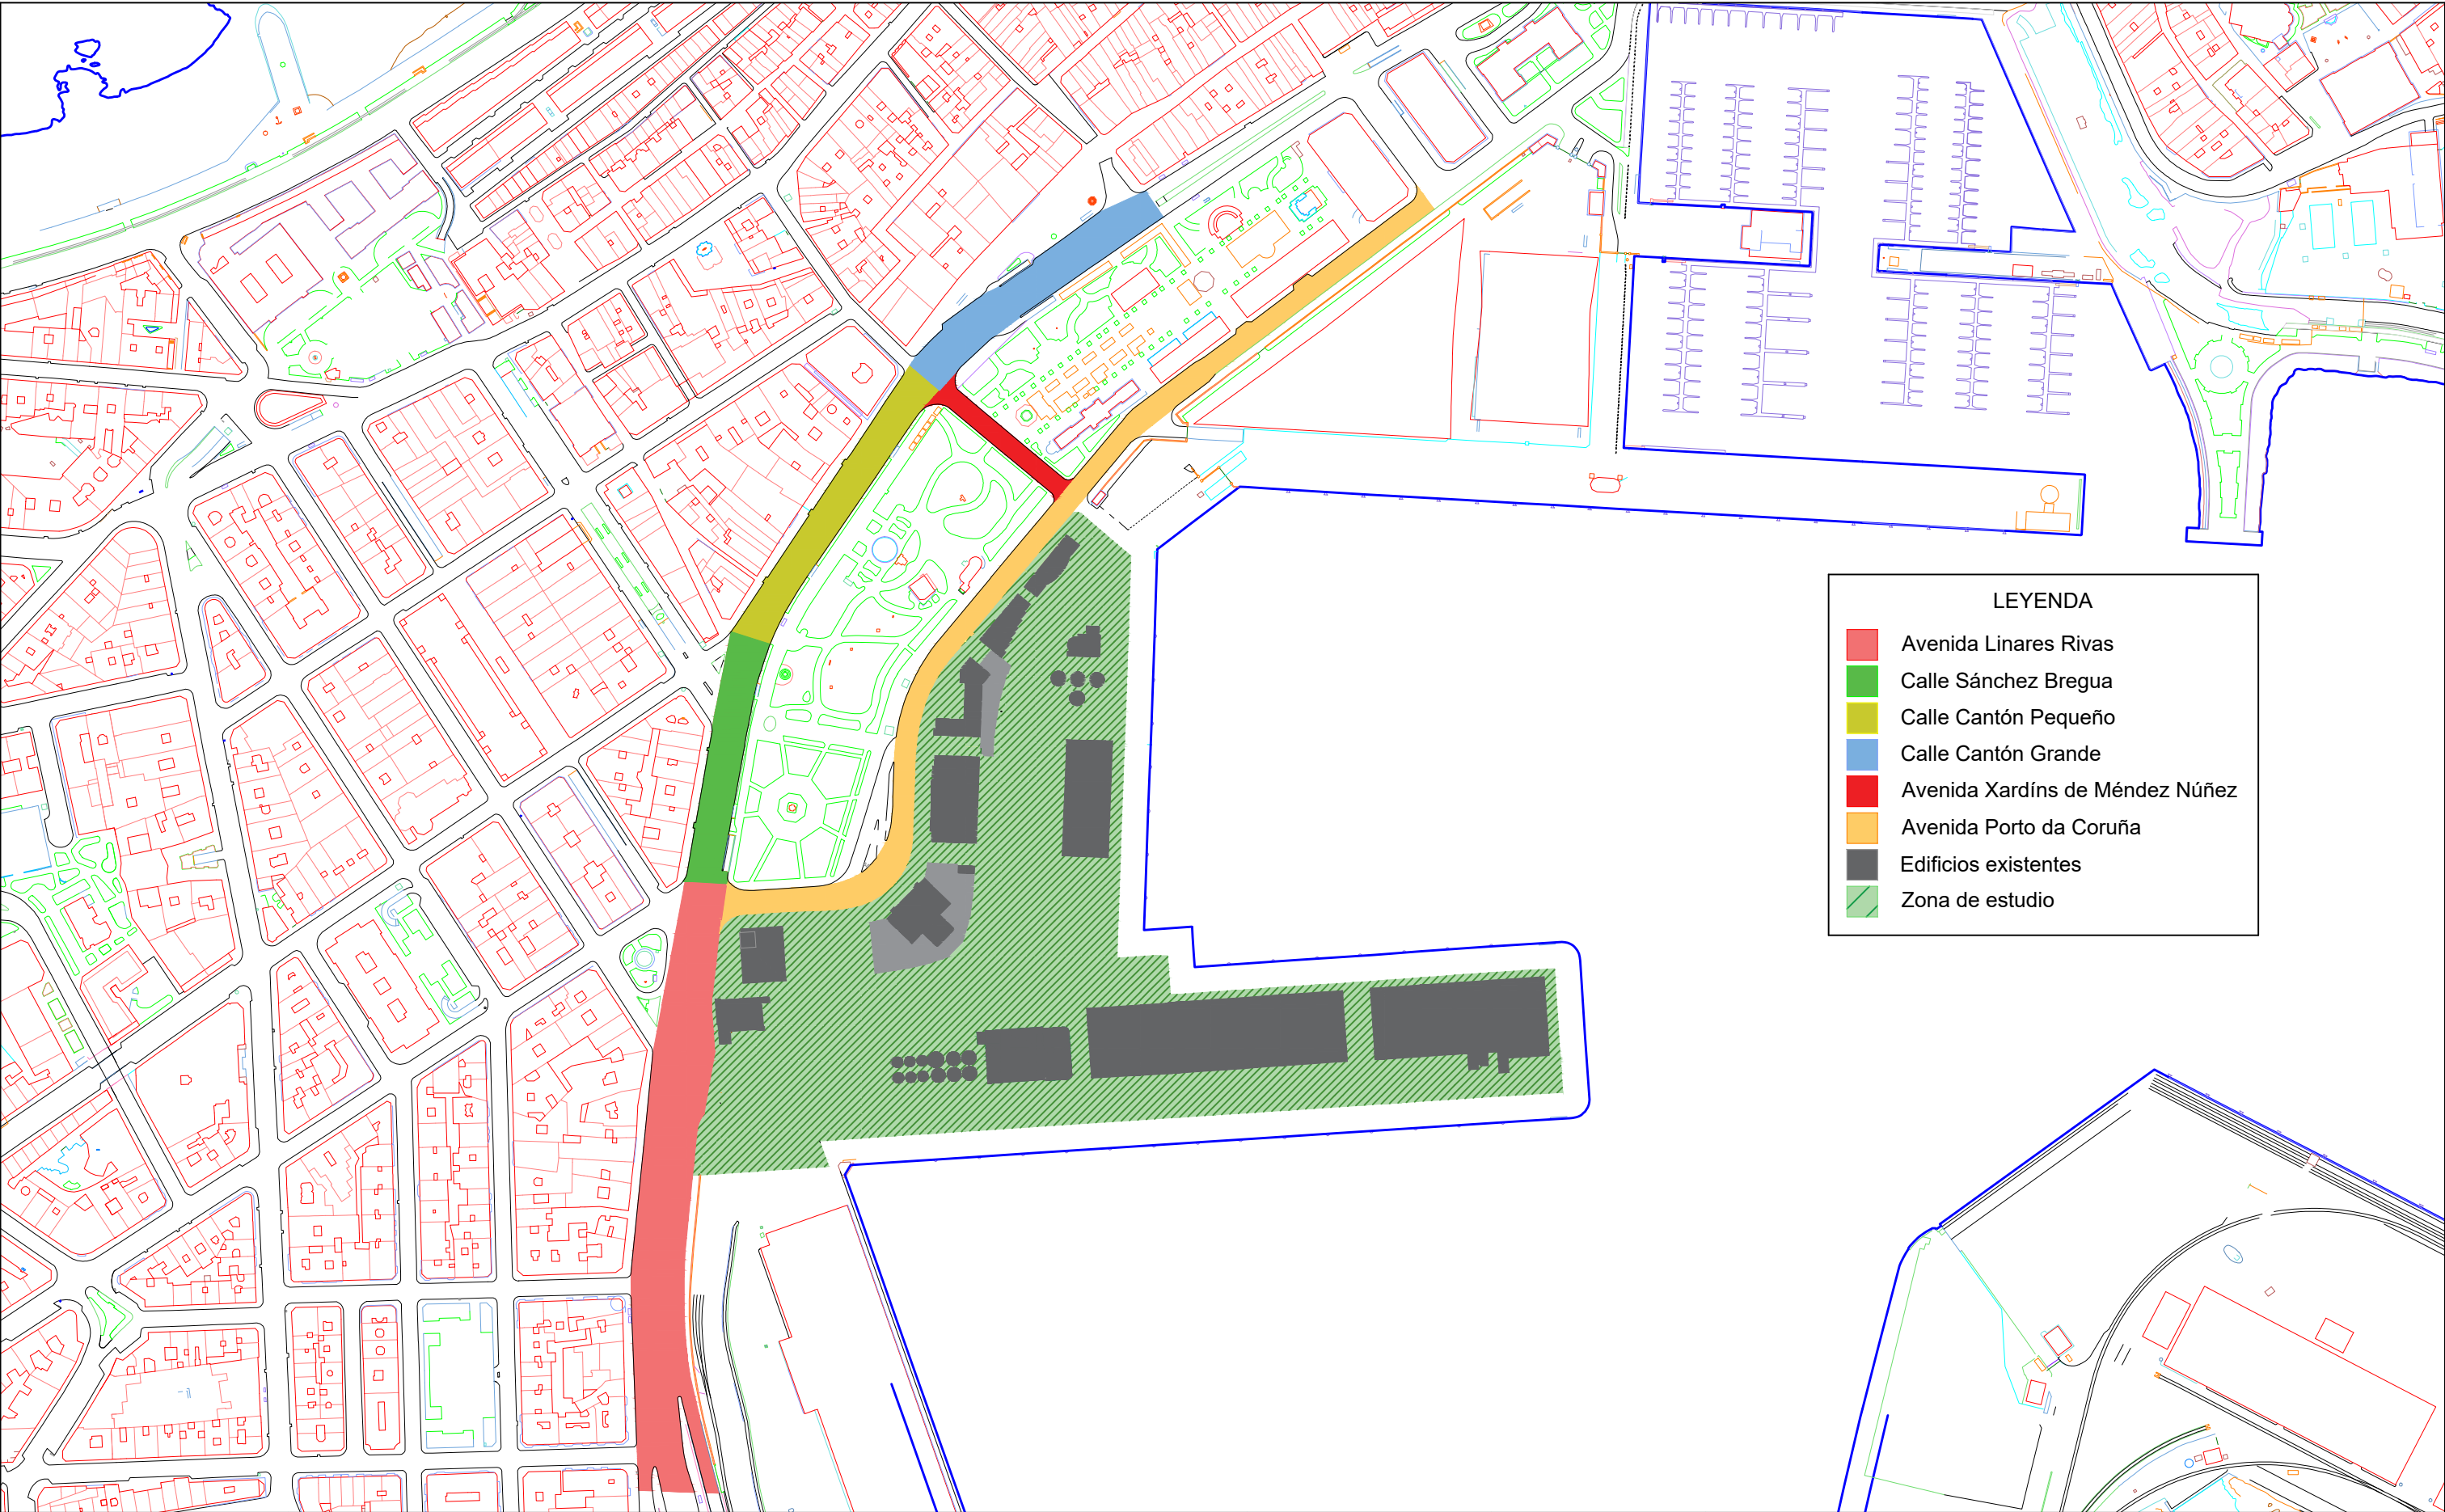 LEYENDA
Avenida Linares Rivas
Calle Sánchez Bregua
Calle Cantón Pequeño
Calle Cantón Grande
Avenida Xardíns de Méndez Núñez
Avenida Porto da Coruña
Edificios existentes
Zona de estudio